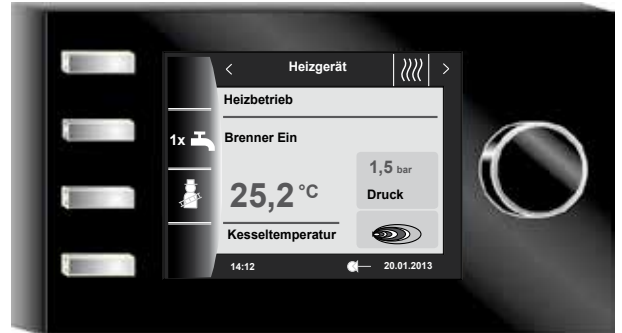 Heizgerät
Heizbetrieb
1x
Brenner Ein
1,5 bar
Druck
25,2 °C
Kesseltemperatur
14:12
20.01.2013